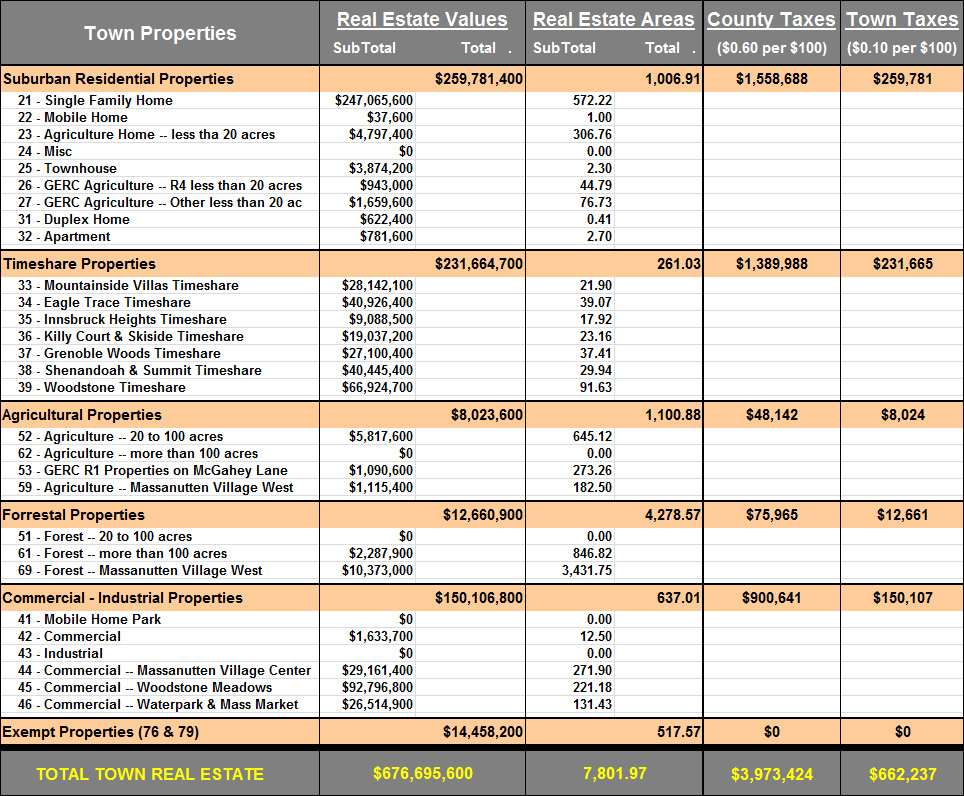 Town Properties Real Estate Values Real Estate Areas County Taxes Town Taxes
SubTotal Total . SubTotal Total . ($0.60 per $100) ($0.10 per $100)
Suburban Residential Properties $259,781,400 1,006.91 $1,558,688 $259,781
21 - Single Family Home $247,065,600 572.22
22 - Mobile Home $37,600 1.00
23 - Agriculture Home -- less tha 20 acres $4,797,400 306.76
24 - Misc $0 0.00
25 - Townhouse $3,874,200 2.30
26 - GERC Agriculture -- R4 less than 20 acres $943,000 44.79
27 - GERC Agriculture -- Other less than 20 ac $1,659,600 76.73
31 - Duplex Home $622,400 0.41
32 - Apartment $781,600 2.70
Timeshare Properties $231,664,700 261.03 $1,389,988 $231,665
33 - Mountainside Villas Timeshare $28,142,100 21.90
34 - Eagle Trace Timeshare $40,926,400 39.07
35 - Innsbruck Heights Timeshare $9,088,500 17.92
36 - Killy Court & Skiside Timeshare $19,037,200 23.16
37 - Grenoble Woods Timeshare $27,100,400 37.41
38 - Shenandoah & Summit Timeshare $40,445,400 29.94
39 - Woodstone Timeshare $66,924,700 91.63
Agricultural Properties $8,023,600 1,100.88 $48,142 $8,024
52 - Agriculture -- 20 to 100 acres $5,817,600 645.12
62 - Agriculture -- more than 100 acres $0 0.00
53 - GERC R1 Properties on McGahey Lane $1,090,600 273.26
59 - Agriculture -- Massanutten Village West $1,115,400 182.50
Forrestal Properties $12,660,900 4,278.57 $75,965 $12,661
51 - Forest -- 20 to 100 acres $0 0.00
61 - Forest -- more than 100 acres $2,287,900 846.82
69 - Forest -- Massanutten Village West $10,373,000 3,431.75
Commercial - Industrial Properties $150,106,800 637.01 $900,641 $150,107
41 - Mobile Home Park $0 0.00
42 - Commercial $1,633,700 12.50
43 - Industrial $0 0.00
44 - Commercial -- Massanutten Village Center $29,161,400 271.90
45 - Commercial -- Woodstone Meadows $92,796,800 221.18
46 - Commercial -- Waterpark & Mass Market $26,514,900 131.43
Exempt Properties (76 & 79) $14,458,200 517.57 $0 $0
TOTAL TOWN REAL ESTATE $676,695,600 7,801.97 $3,973,424 $662,237